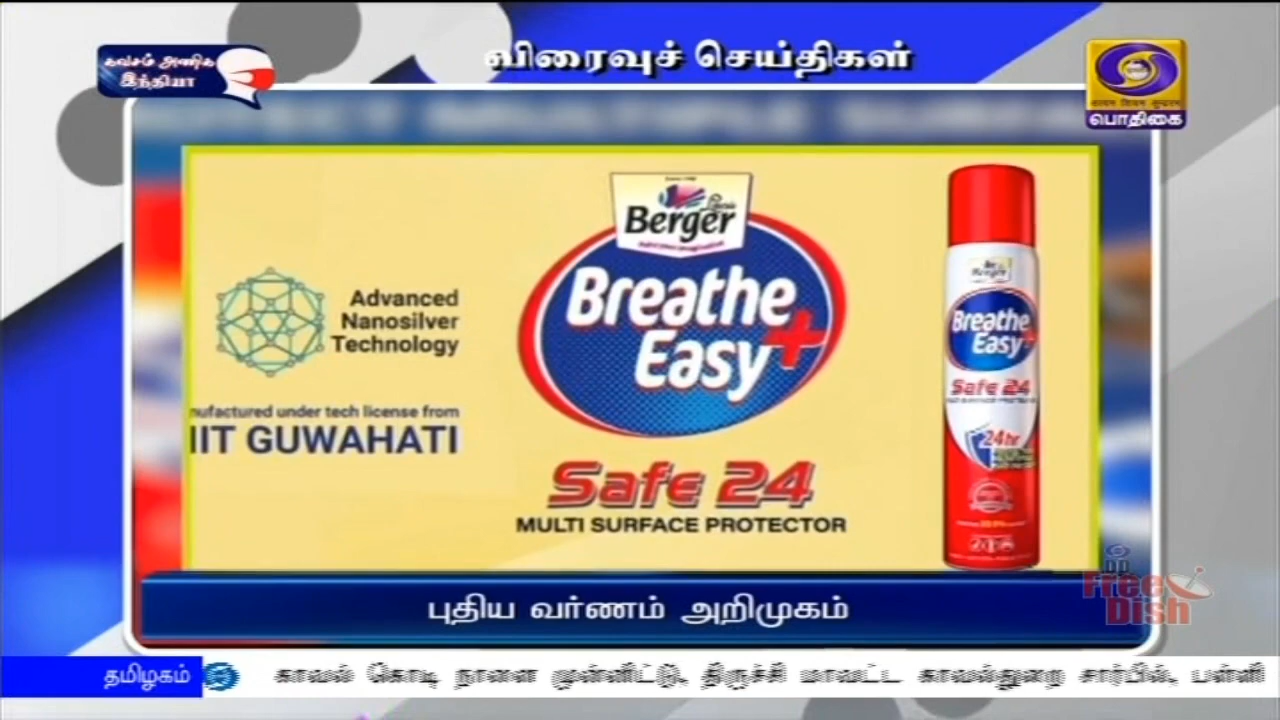 விரைவுச் செய்திகள்
கவசம் அணிக
இந்தியா
பொதிகை
Berger
Breathe
Easy+
Safe 24
MULTI SURFACE PROTECTOR
Advanced
Nanosilver
Technology
nufactured under tech license from
IIT GUWAHATI
Breathe
Easy+
Safe 24
24hr
புதிய வர்ணம் அறிமுகம்
DD
Free
Dish
தமிழகம்
காவல் கொடி நாளை முன்னிட்டு, திருச்சி மாவட்ட காவல்துறை சார்பில், பள்ளி